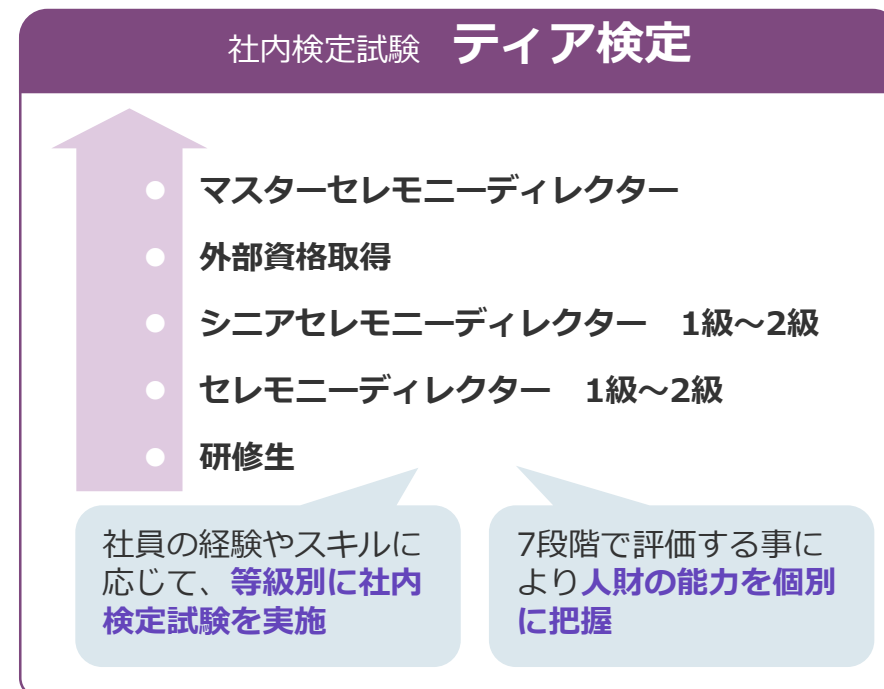 社内検定試験 ティア検定
マスターセレモニーディレクター
外部資格取得
シニアセレモニーディレクター 1級～2級
セレモニーディレクター 1級～2級
研修生
社員の経験やスキルに
応じて、等級別に社内
検定試験を実施
7段階で評価する事に
より人財の能力を個別
に把握